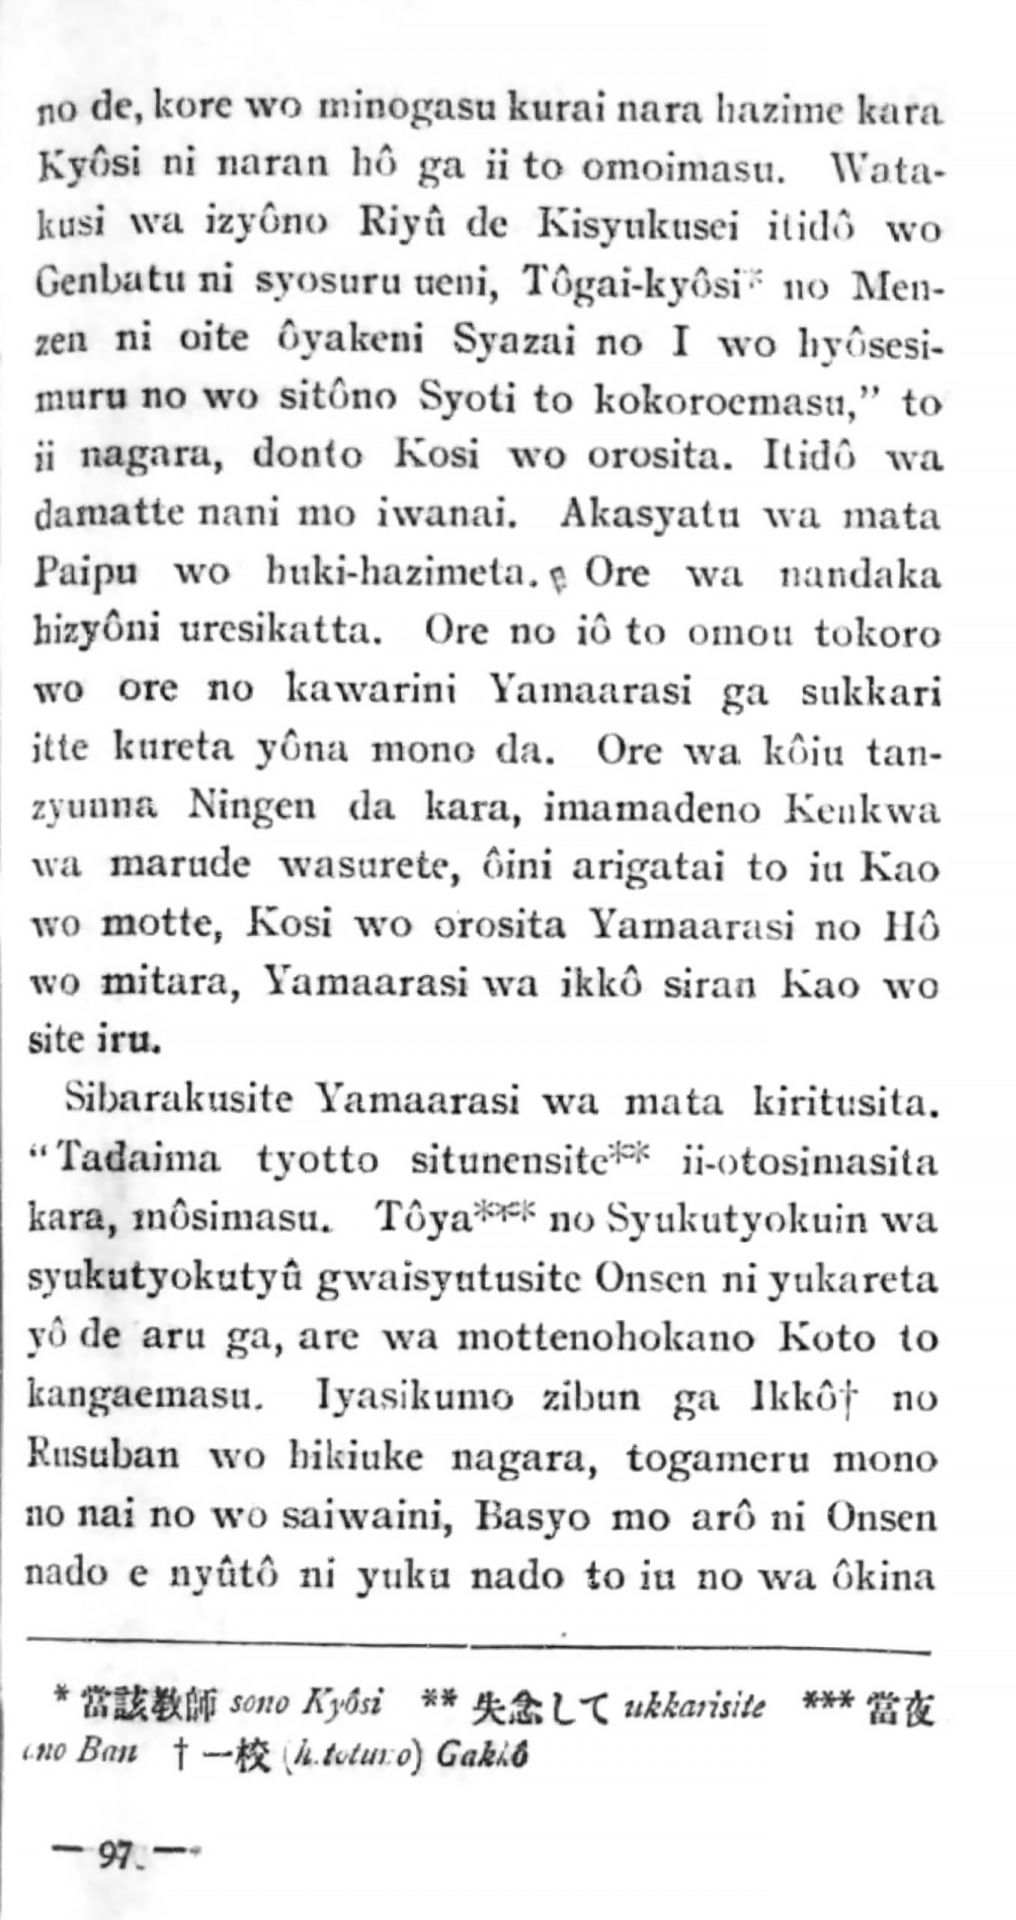 no de, kore wo minogasu kurai nara hazime kara
Kyôsi ni naran hô ga ii to omoimasu. Wata-
kusi wa izyôno Riyû de Kisyukusei itidô wo
Genbatu ni syosuru ueni, Tôgai-kyôsi* no Men-
zen ni oite ôyakeni Syazai no I wo hyôsesi-
muru no wo sitôno Syoti to kokoroemasu,” to
ii nagara, donto Kosi wo orosita. Itidô wa
damatte nani mo iwanai. Akasyatu wa mata
Paipu wo huki-hazimeta. Ore wa nandaka
hizyôni uresikatta. Ore no iô to omou tokoro
wo ore no kawarini Yamaarasi ga sukkari
itte kureta yôna mono da. Ore wa kôiu tan-
zyunna Ningen da kara, imamadeno Kenkwa
wa marude wasurete, ôini arigatai to iu Kao
wo motte, Kosi wo orosita Yamaarasi no Hô
wo mitara, Yamaarasi wa ikkô siran Kao wo
site iru.
Sibarakusite Yamaarasi wa mata kiritusita.
“Tadaima tyotto situnensite** ii-otosimasita
kara, môsimasu. Tôya*** no Syukutyokuin wa
syukutyokutyû gwaisyutusite Onsen ni yukareta
yô de aru ga, are wa mottenohokano Koto to
kangaemasu. Iyasikumo zibun ga Ikkô† no
Rusuban wo hikiuke nagara, togameru mono
no nai no wo saiwaini, Basyo mo arô ni Onsen
nado e nyûtô ni yuku nado to iu no wa ôkina
* 當該教師 sono Kyôsi ** 失念して ukkarisite *** 當夜
no Ban † 一校 Gakkô
— 97 —